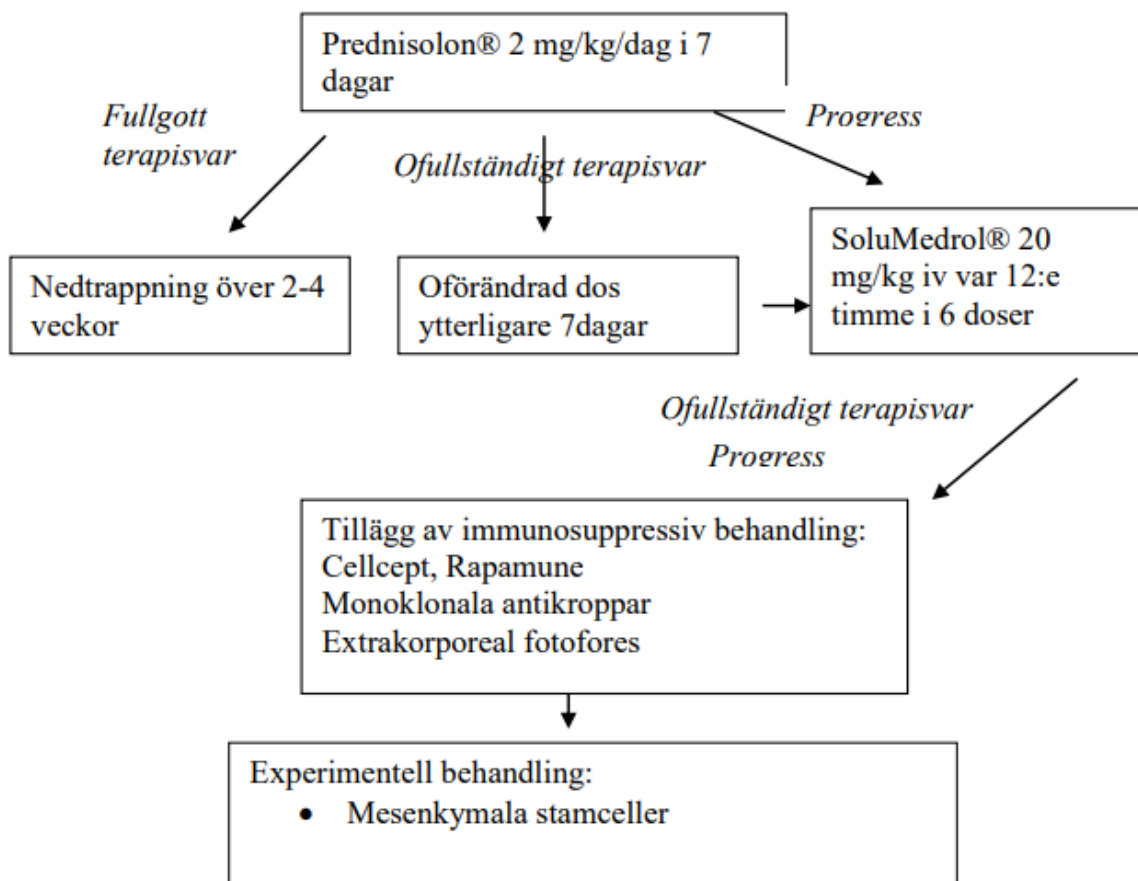 Prednisolon® 2 mg/kg/dag i 7
dagar
Fullgott
terapisvar
Ofullständigt terapisvar
Progress
Nedtrappning över 2-4
veckor
Oförändrad dos
ytterligare 7dagar
SoluMedrol® 20
mg/kg iv var 12:e
timme i 6 doser
Ofullständigt terapisvar
Progress
Tillägg av immunosuppressiv behandling:
Cellcept, Rapamune
Monoklonala antikroppar
Extrakorporeal fotofores
Experimentell behandling:
• Mesenkymala stamceller